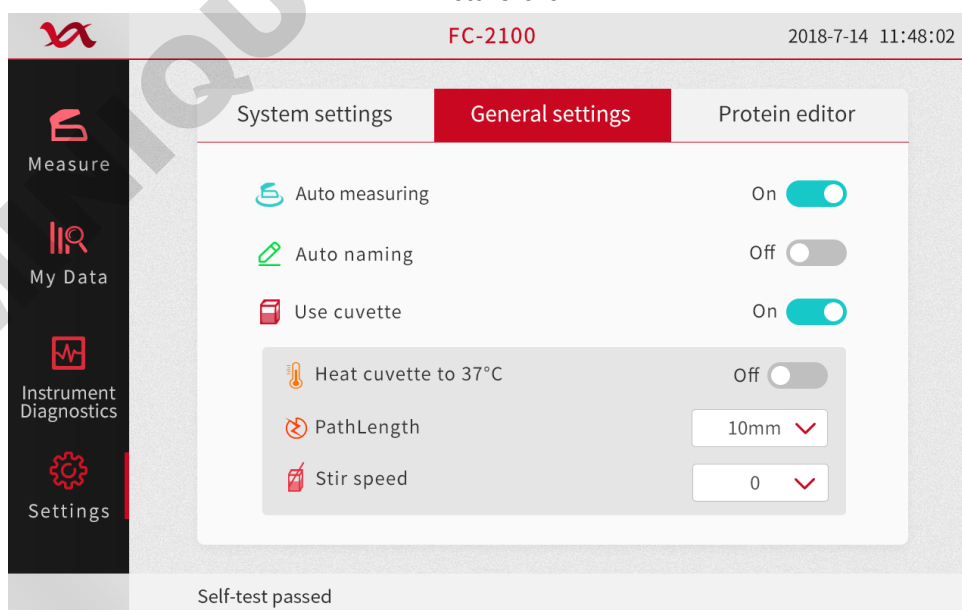 FC-2100
2018-7-14 11:48:02
System settings
General settings
Protein editor
Measure
My Data
Instrument
Diagnostics
Settings
Auto measuring
On
Auto naming
Off
Use cuvette
On
Heat cuvette to 37°C
Off
PathLength
10mm
Stir speed
0
Self-test passed